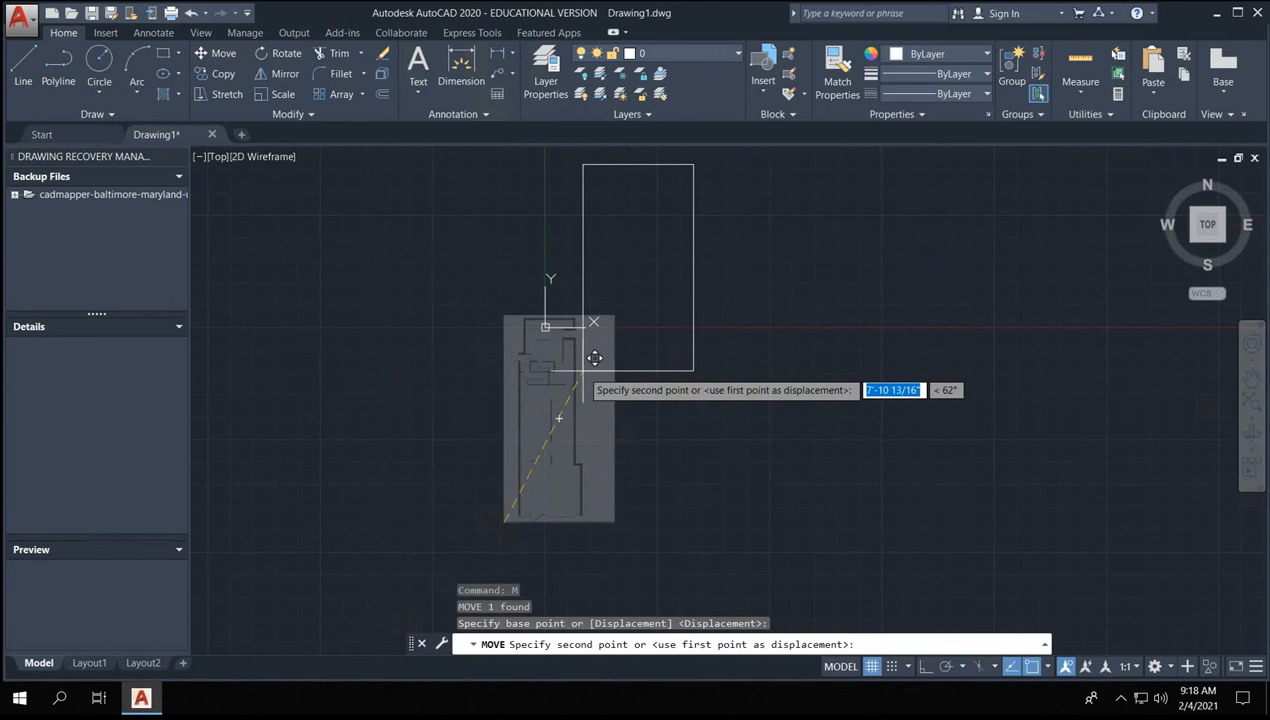 Autodesk AutoCAD 2020 - EDUCATIONAL VERSION Drawing1.dwg
Type a keyword or phrase
Sign In
Home Insert Annotate View Manage Output Add-ins Collaborate Express Tools Featured Apps
Line Polyline Circle Arc
Move Rotate Trim
Copy Mirror Fillet
Stretch Scale Array
Text Dimension
Layer Properties
0
Insert
Match Properties
ByLayer
ByLayer
ByLayer
Group
Measure
Paste
Base
Draw Modify Annotation Layers Block Properties Groups Utilities Clipboard View
Start Drawing1*
DRAWING RECOVERY MANA...
Backup Files
cadmapper-baltimore-maryland-u
Details
Preview
[−][Top][2D Wireframe]
N
W TOP E
S
WCS
Y
X
Specify second point or <use first point as displacement>: 7'-10 13/16" < 62°
Command: M
MOVE 1 found
Specify base point or [Displacement] <Displacement>:
MOVE Specify second point or <use first point as displacement>:
Model Layout1 Layout2
MODEL
1:1
9:18 AM
2/4/2021